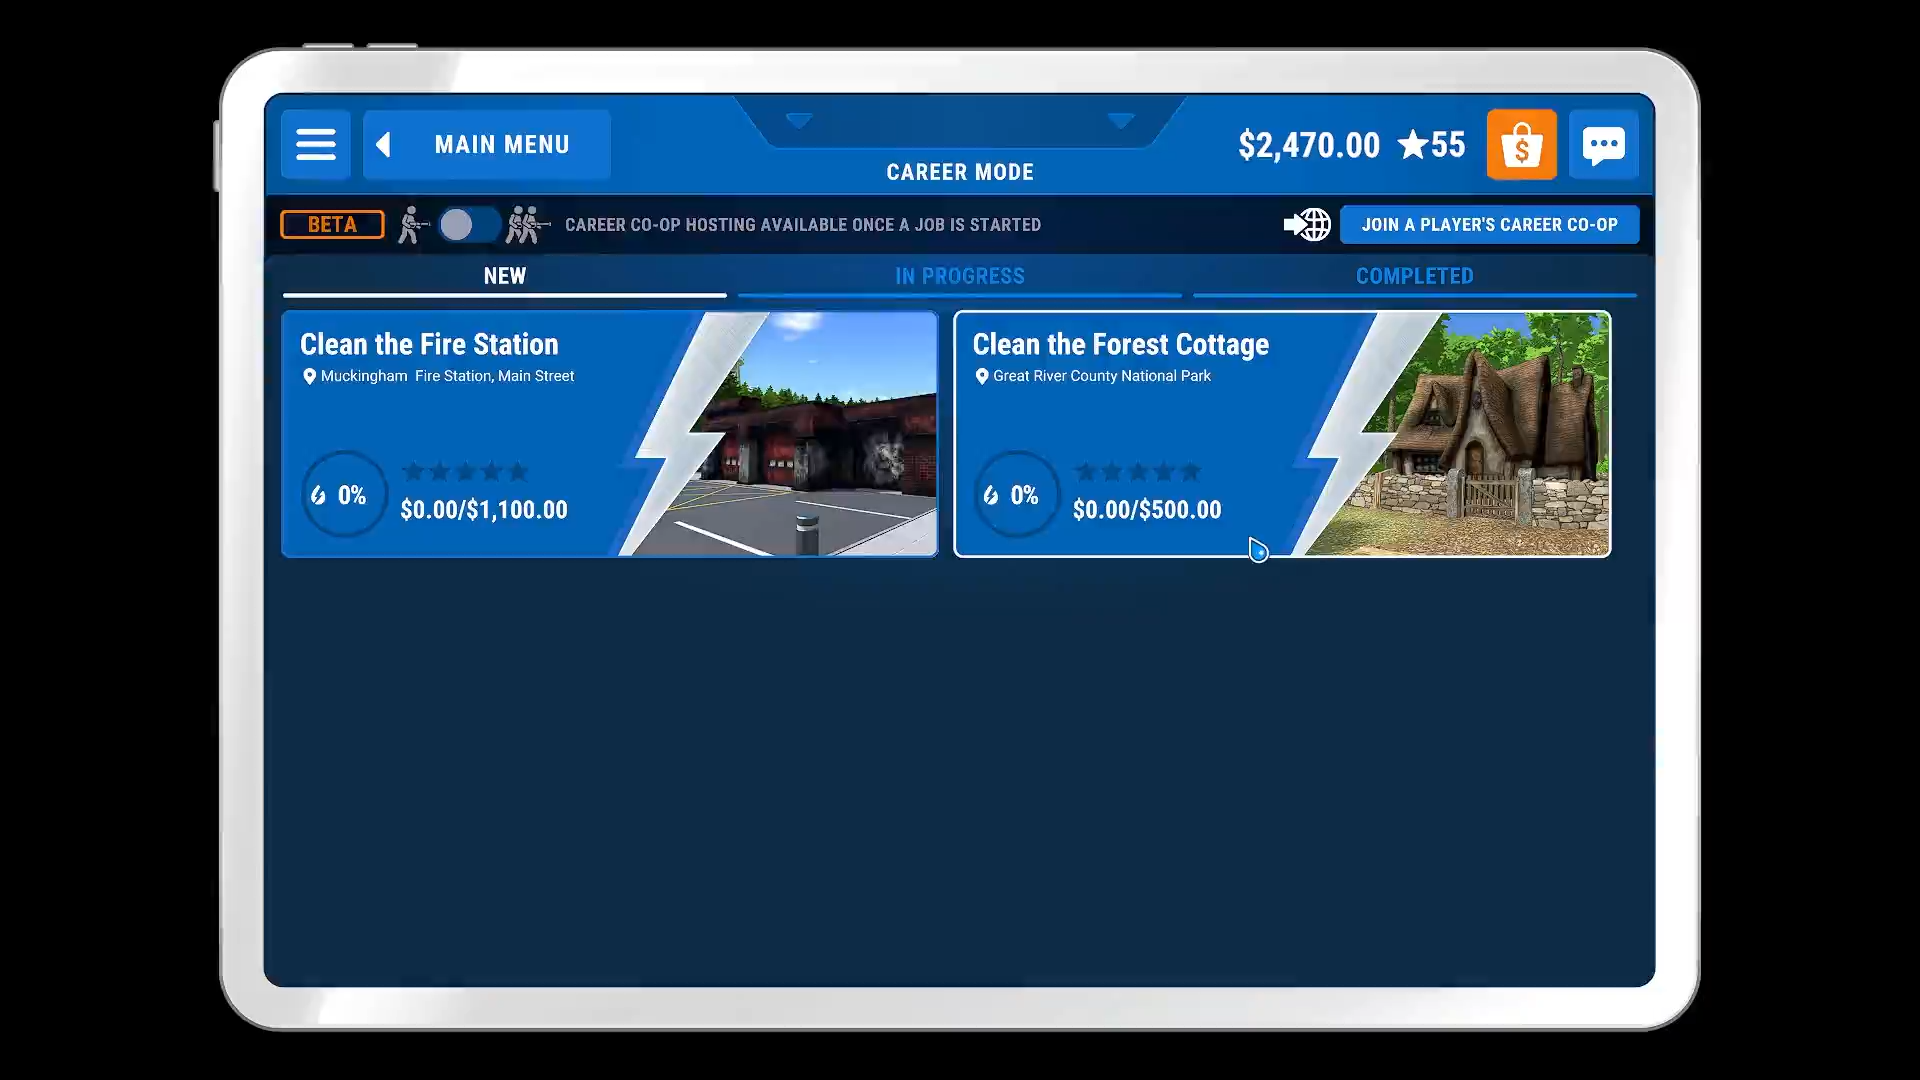 MAIN MENU
CAREER MODE
$2,470.00 ★55
$
BETA
CAREER CO-OP HOSTING AVAILABLE ONCE A JOB IS STARTED
JOIN A PLAYER'S CAREER CO-OP
NEW
IN PROGRESS
COMPLETED
Clean the Fire Station
Muckingham Fire Station, Main Street
0%
$0.00/$1,100.00
Clean the Forest Cottage
Great River County National Park
0%
$0.00/$500.00